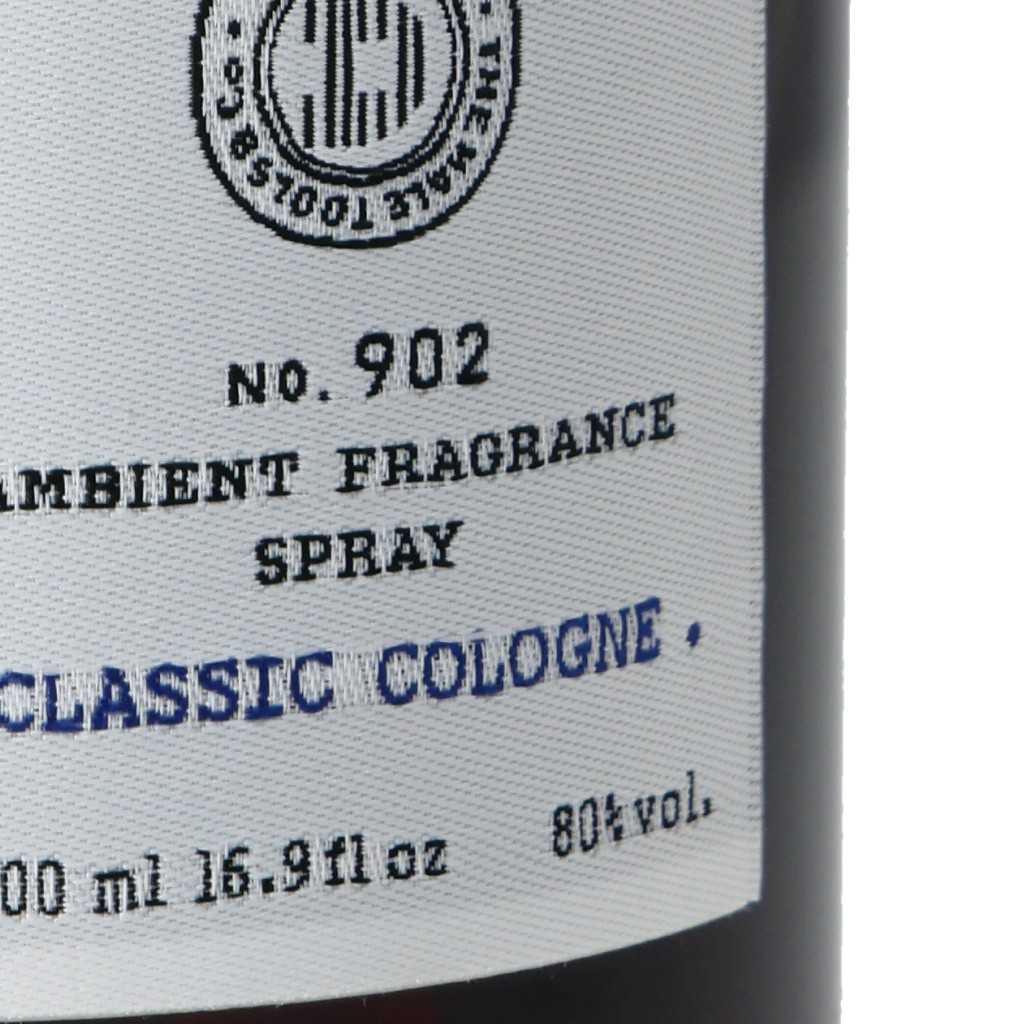 THE MALE TOOLS & Co
No. 902
AMBIENT FRAGRANCE
SPRAY
CLASSIC COLOGNE.
00 ml 16.9 fl oz
80% vol.